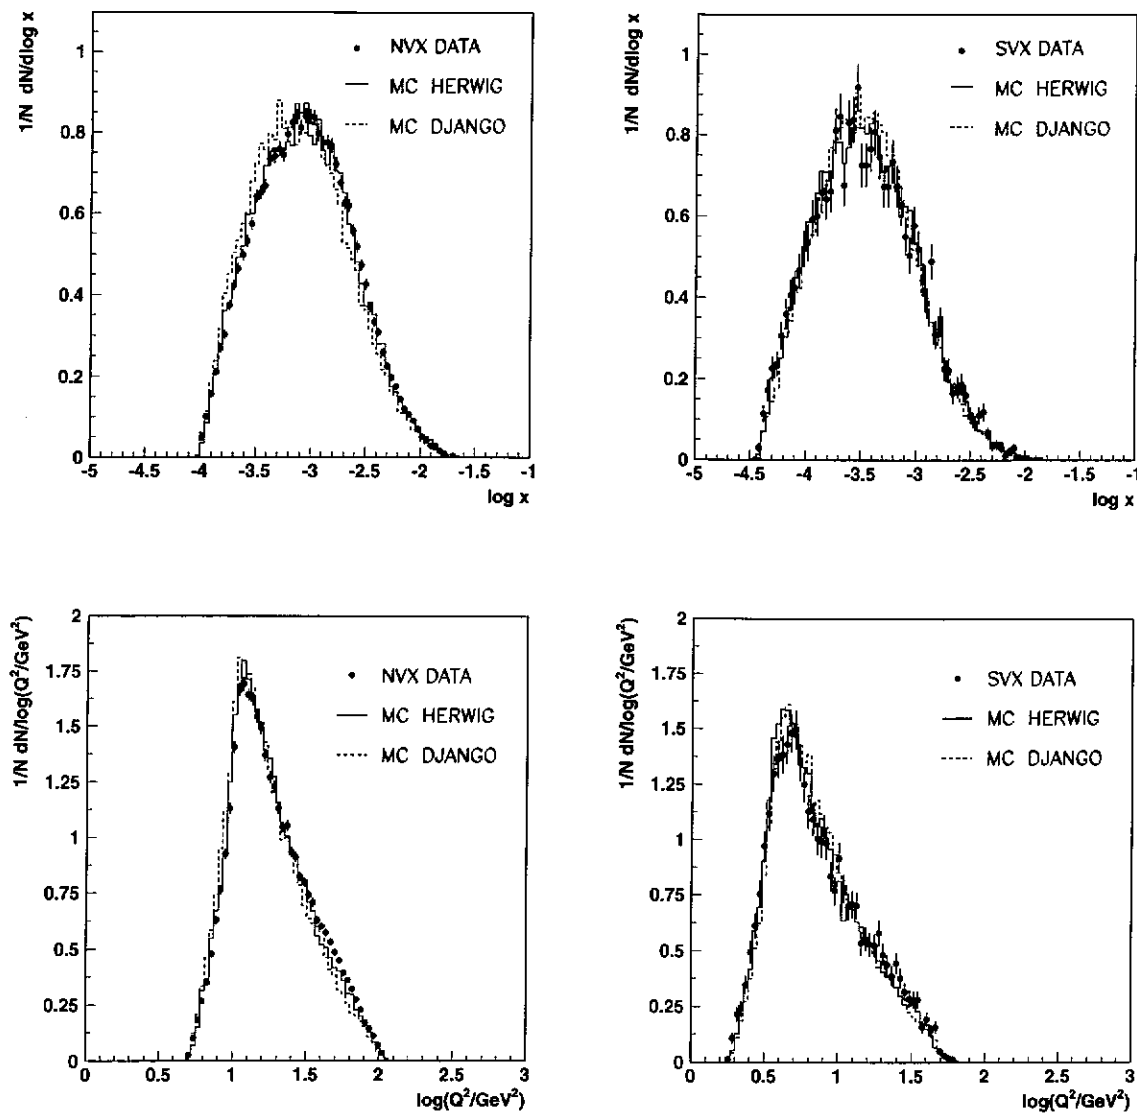 1/N dN/dlog x
1
0.8
0.6
0.4
0.2
0
NVX DATA
MC HERWIG
MC DJANGO
-5 -4.5 -4 -3.5 -3 -2.5 -2 -1.5 -1
log x
1/N dN/dlog x
1
0.8
0.6
0.4
0.2
0
SVX DATA
MC HERWIG
MC DJANGO
-5 -4.5 -4 -3.5 -3 -2.5 -2 -1.5 -1
log x
1/N dN/log(Q²/GeV²)
2
1.75
1.5
1.25
1
0.75
0.5
0.25
0
NVX DATA
MC HERWIG
MC DJANGO
0 0.5 1 1.5 2 2.5 3
log(Q²/GeV²)
1/N dN/log(Q²/GeV²)
2
1.75
1.5
1.25
1
0.75
0.5
0.25
0
SVX DATA
MC HERWIG
MC DJANGO
0 0.5 1 1.5 2 2.5 3
log(Q²/GeV²)